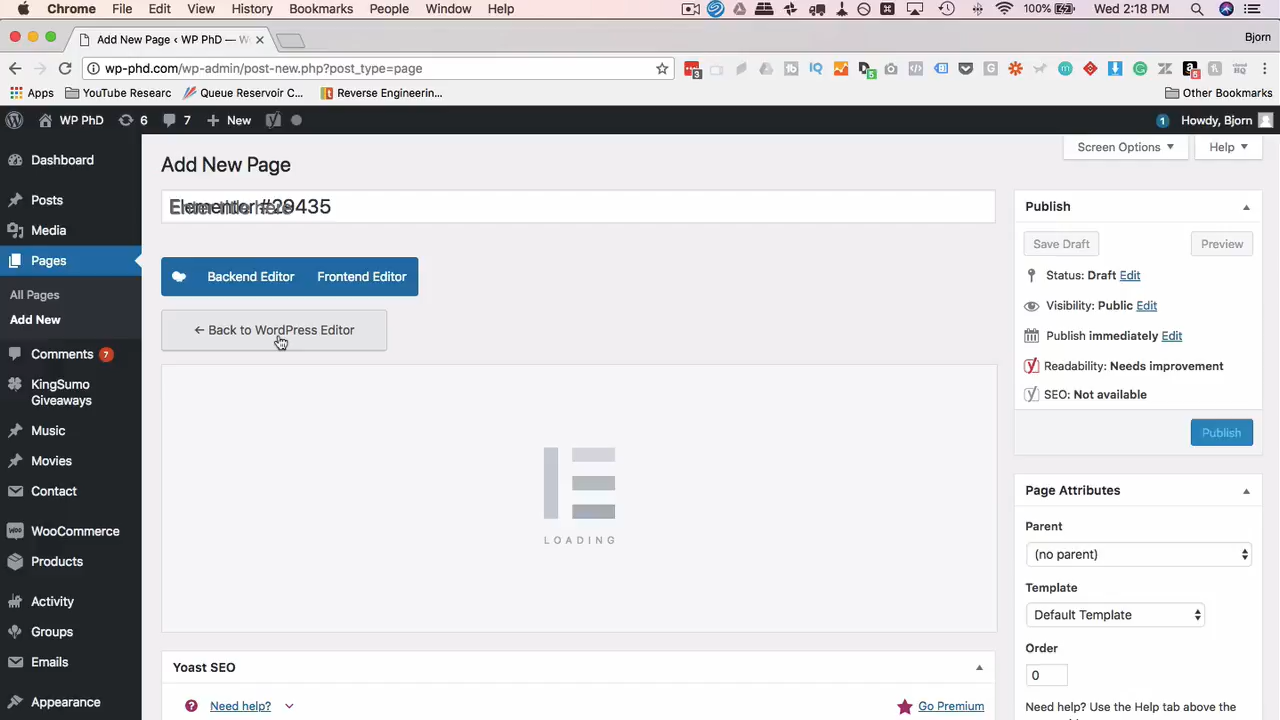 Chrome File Edit View History Bookmarks People Window Help 100% Wed 2:18 PM
Add New Page ‹ WP PhD — W
Bjorn
wp-phd.com/wp-admin/post-new.php?post_type=page
Apps YouTube Researc Queue Reservoir C... Reverse Engineerin... Other Bookmarks
WP PhD 6 7 New 1 Howdy, Bjorn
Dashboard
Posts
Media
Pages
All Pages
Add New
Comments 7
KingSumo
Giveaways
Music
Movies
Contact
WooCommerce
Products
Activity
Groups
Emails
Appearance
Screen Options Help
Add New Page
Elementor #29435
Backend Editor Frontend Editor
← Back to WordPress Editor
LOADING
Yoast SEO
Need help? Go Premium
Publish
Save Draft Preview
Status: Draft Edit
Visibility: Public Edit
Publish immediately Edit
Readability: Needs improvement
SEO: Not available
Publish
Page Attributes
Parent
(no parent)
Template
Default Template
Order
0
Need help? Use the Help tab above the